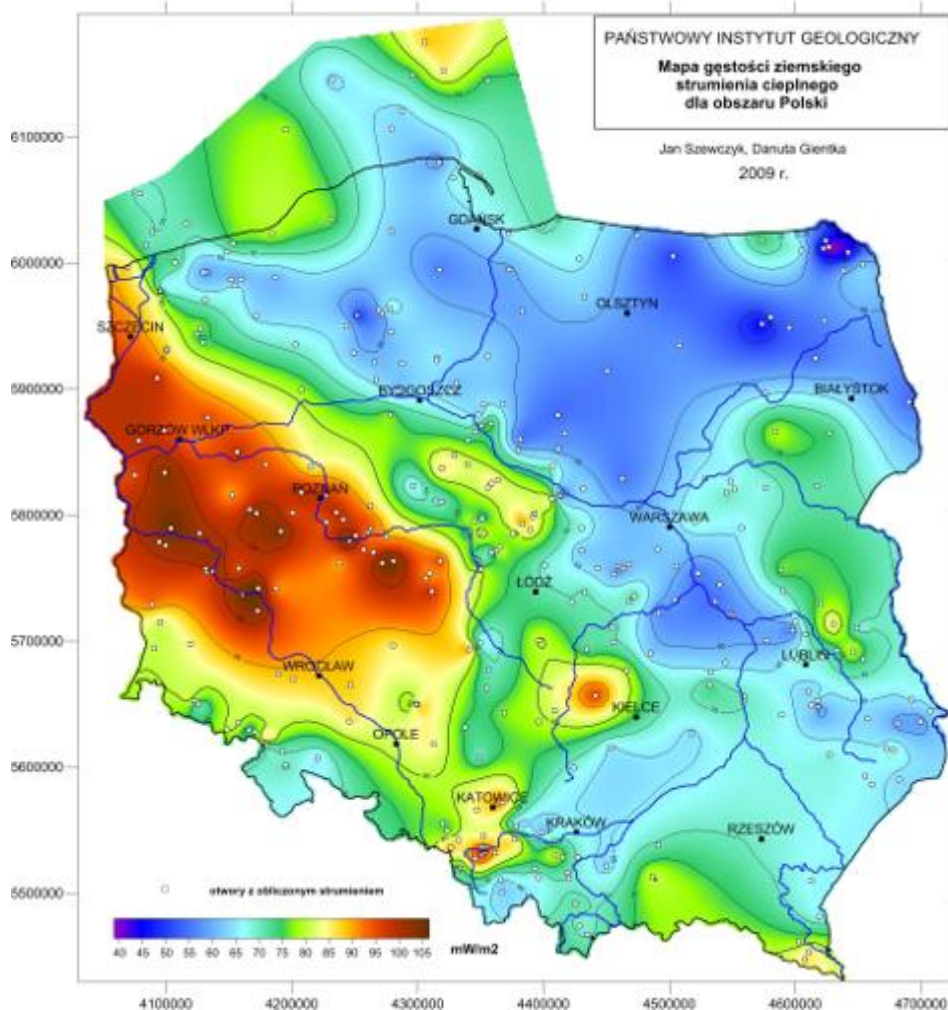 PAŃSTWOWY INSTYTUT GEOLOGICZNY
Mapa gęstości ziemskiego
strumienia cieplnego
dla obszaru Polski
Jan Szewczyk, Danuta Gientka
2009 r.
6100000
GDAŃSK
6000000
OLSZTYN
SZCZECIN
5900000
BYDGOSZCZ
BIAŁYSTOK
GORZÓW WLKP.
POZNAŃ
5800000
WARSZAWA
ŁÓDŹ
5700000
LUBLIN
WROCŁAW
KIELCE
OPOLE
5600000
KATOWICE
KRAKÓW
RZESZÓW
5500000
otwory z obliczonym strumieniem
40 45 50 55 60 65 70 75 80 85 90 95 100 105
mW/m2
4100000 4200000 4300000 4400000 4500000 4600000 4700000